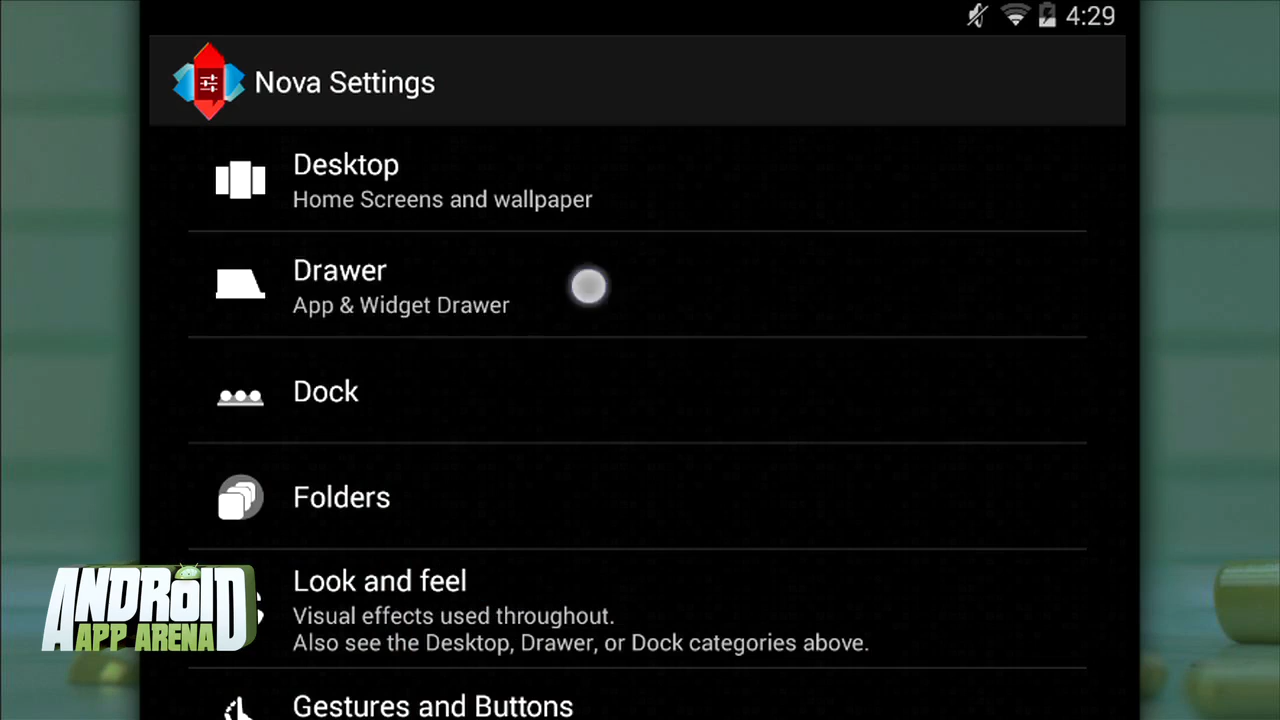 4:29
Nova Settings
Desktop
Home Screens and wallpaper
Drawer
App & Widget Drawer
Dock
Folders
Look and feel
Visual effects used throughout.
Also see the Desktop, Drawer, or Dock categories above.
Gestures and Buttons
ANDROID
APP ARENA